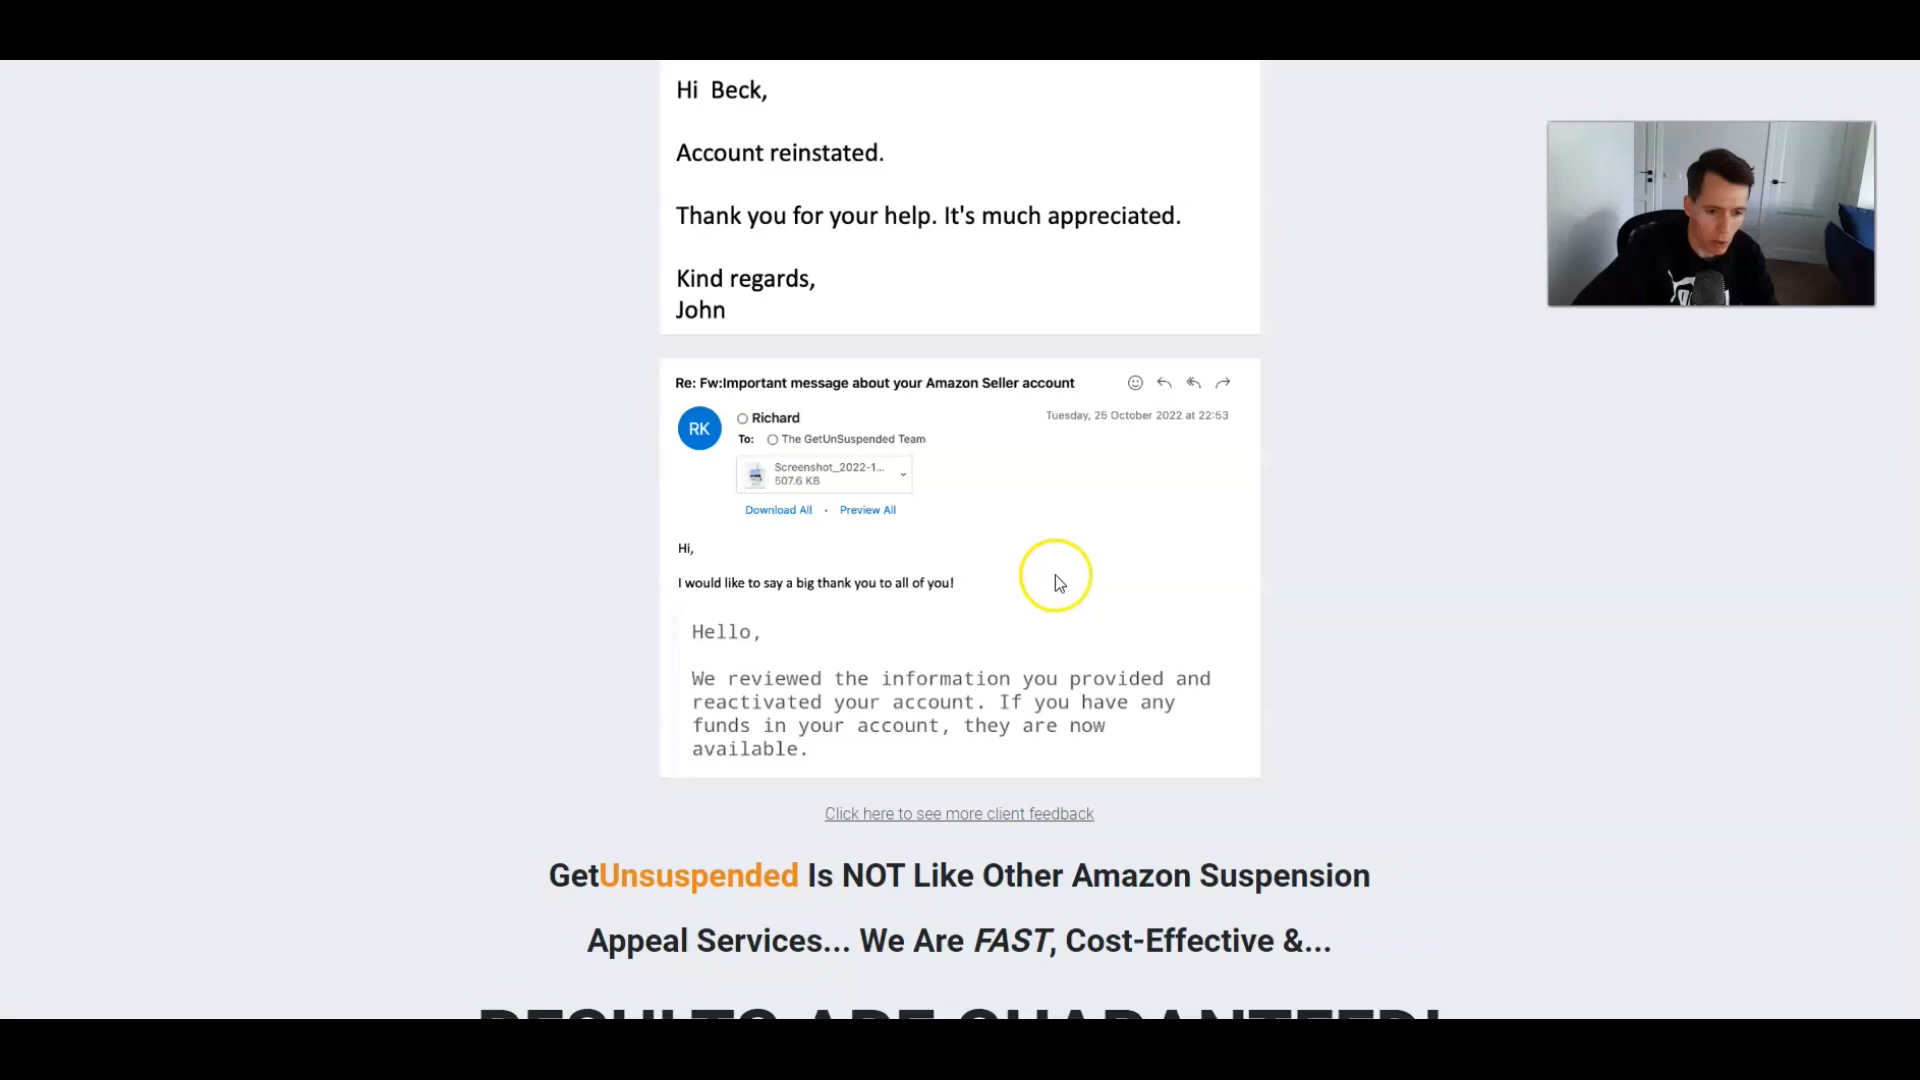 Hi  Beck,
Account reinstated.
Thank you for your help. It's much appreciated.
Kind regards,
John
Re: Fw:Important message about your Amazon Seller account
RK
Richard
Tuesday, 25 October 2022 at 22:53
To: The GetUnSuspended Team
Screenshot_2022-1...
507.6 KB
Download All • Preview All
Hi,
I would like to say a big thank you to all of you!
Hello,
We reviewed the information you provided and
reactivated your account. If you have any
funds in your account, they are now
available.
Click here to see more client feedback
GetUnsuspended Is NOT Like Other Amazon Suspension
Appeal Services... We Are FAST, Cost-Effective &...
RESULTS ARE GUARANTEED!